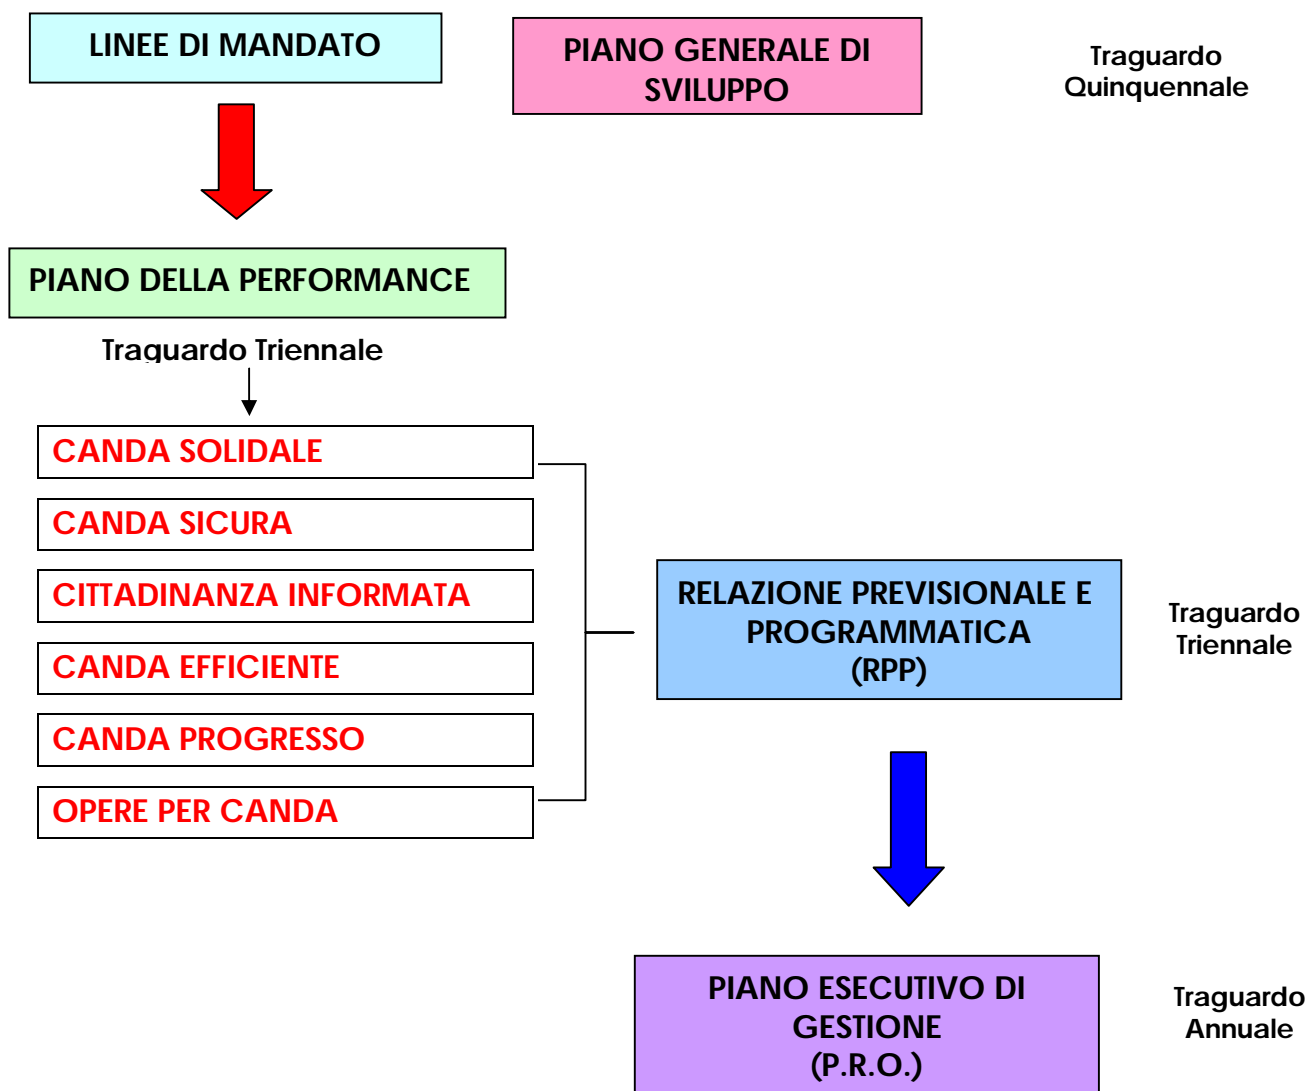 LINEE DI MANDATO
PIANO GENERALE DI
SVILUPPO
Traguardo
Quinquennale
PIANO DELLA PERFORMANCE
Traguardo Triennale
CANDA SOLIDALE
CANDA SICURA
CITTADINANZA INFORMATA
CANDA EFFICIENTE
CANDA PROGRESSO
OPERE PER CANDA
RELAZIONE PREVISIONALE E
PROGRAMMATICA
(RPP)
Traguardo
Triennale
PIANO ESECUTIVO DI
GESTIONE
(P.R.O.)
Traguardo
Annuale